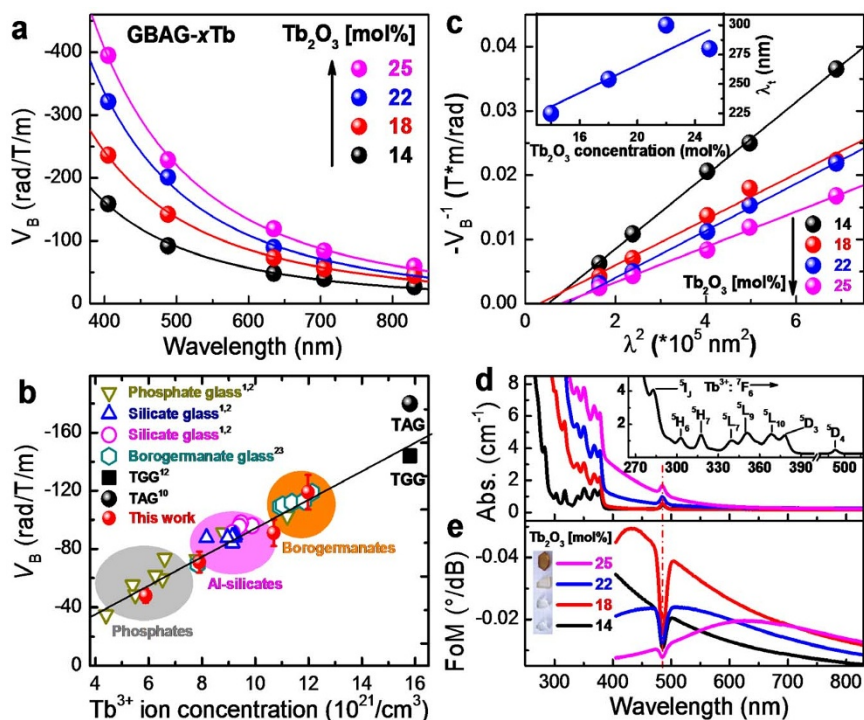 a
GBAG-xTb
Tb2O3 [mol%]
25
22
18
14
-400
-300
-200
-100
0
VB (rad/T/m)
400 500 600 700 800
Wavelength (nm)
c
0.04
0.03
0.02
0.01
0.00
-VB-1 (T*m/rad)
300
275
250
225
λt (nm)
15 20 25
Tb2O3 concentration (mol%)
14
18
22
25
Tb2O3 [mol%]
0 2 4 6
λ2 (*105 nm2)
b
Phosphate glass1,2
Silicate glass1,2
Silicate glass1,2
Borogermanate glass23
TGG12
TAG10
This work
TAG
TGG
Borogermanates
Al-silicates
Phosphates
-160
-120
-80
-40
0
VB (rad/T/m)
4 6 8 10 12 14 16
Tb3+ ion concentration (1021/cm3)
d
8
6
4
2
0
Abs. (cm-1)
4
2
5IJ Tb3+: 7F6
5H6
5H7
5L7
5L9
5L10
5D3
5D4
270 300 330 360 390 500
e
Tb2O3 [mol%]
25
22
18
14
-0.04
-0.02
FoM (°/dB)
300 400 500 600 700 800
Wavelength (nm)